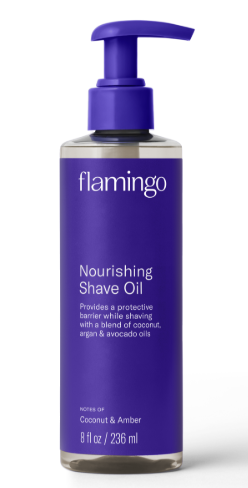 flamingo
Nourishing
Shave Oil
Provides a protective
barrier while shaving
with a blend of coconut,
argan & avocado oils
NOTES OF
Coconut & Amber
8 fl oz / 236 ml